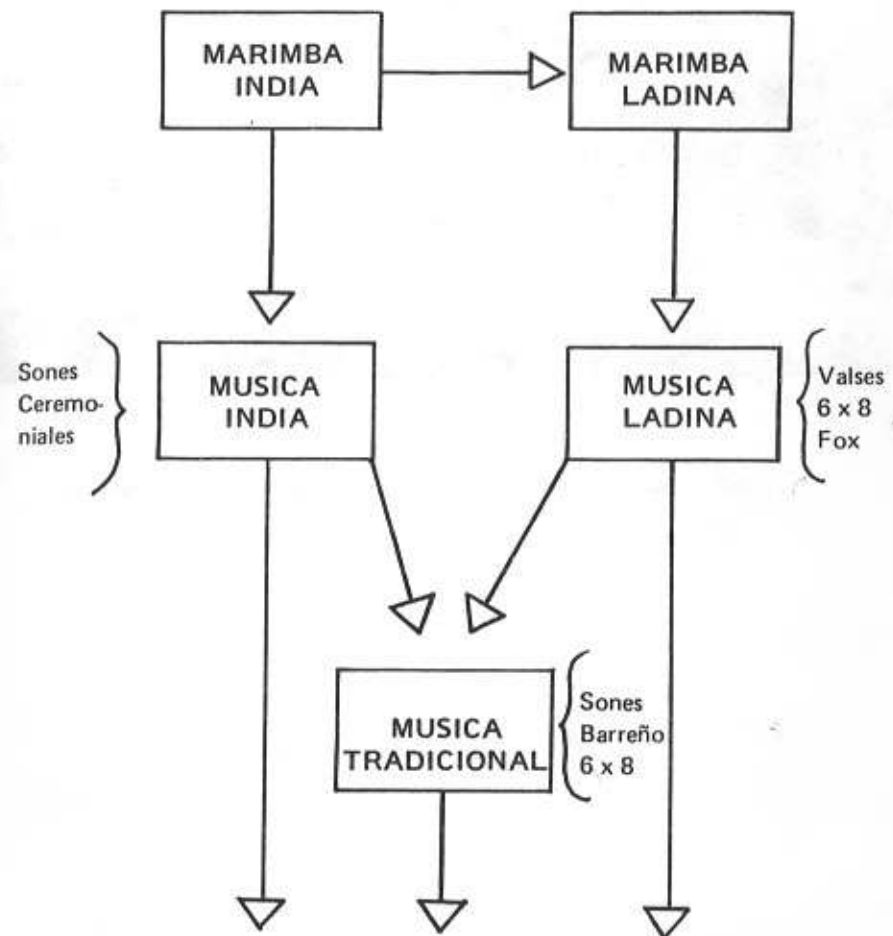 MARIMBA
INDIA
MARIMBA
LADINA
Sones
Ceremo-
niales
MUSICA
INDIA
MUSICA
LADINA
Valses
6 x 8
Fox
MUSICA
TRADICIONAL
Sones
Barreño
6 x 8